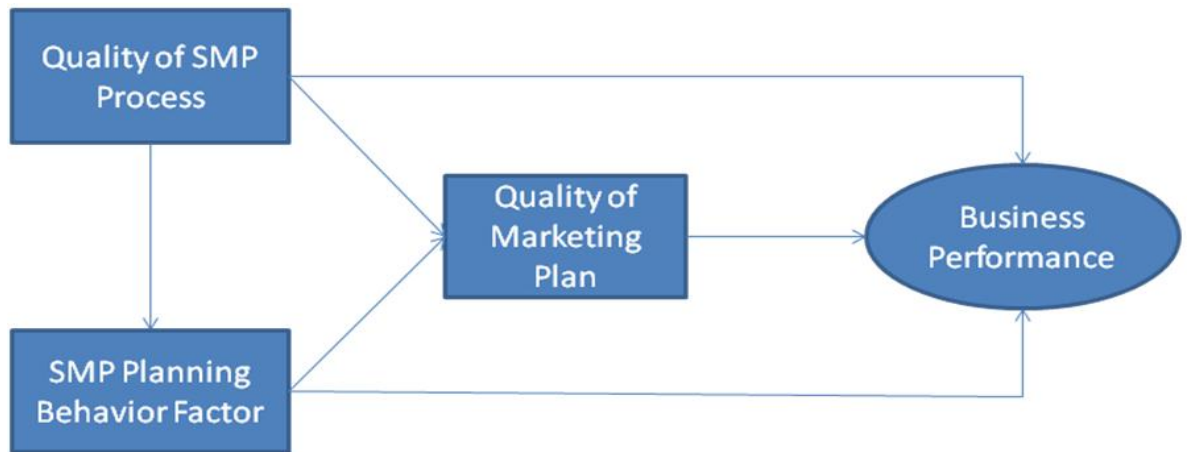 Quality of SMP
Process
Quality of
Marketing
Plan
Business
Performance
SMP Planning
Behavior Factor